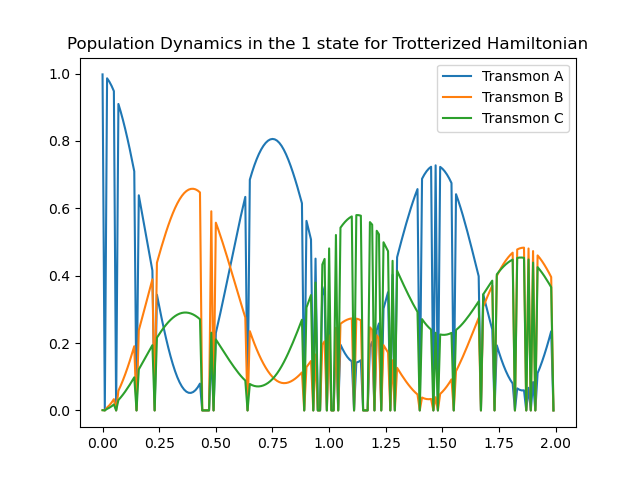 Population Dynamics in the 1 state for Trotterized Hamiltonian
1.0
0.8
0.6
0.4
0.2
0.0
Transmon A
Transmon B
Transmon C
0.00 0.25 0.50 0.75 1.00 1.25 1.50 1.75 2.00